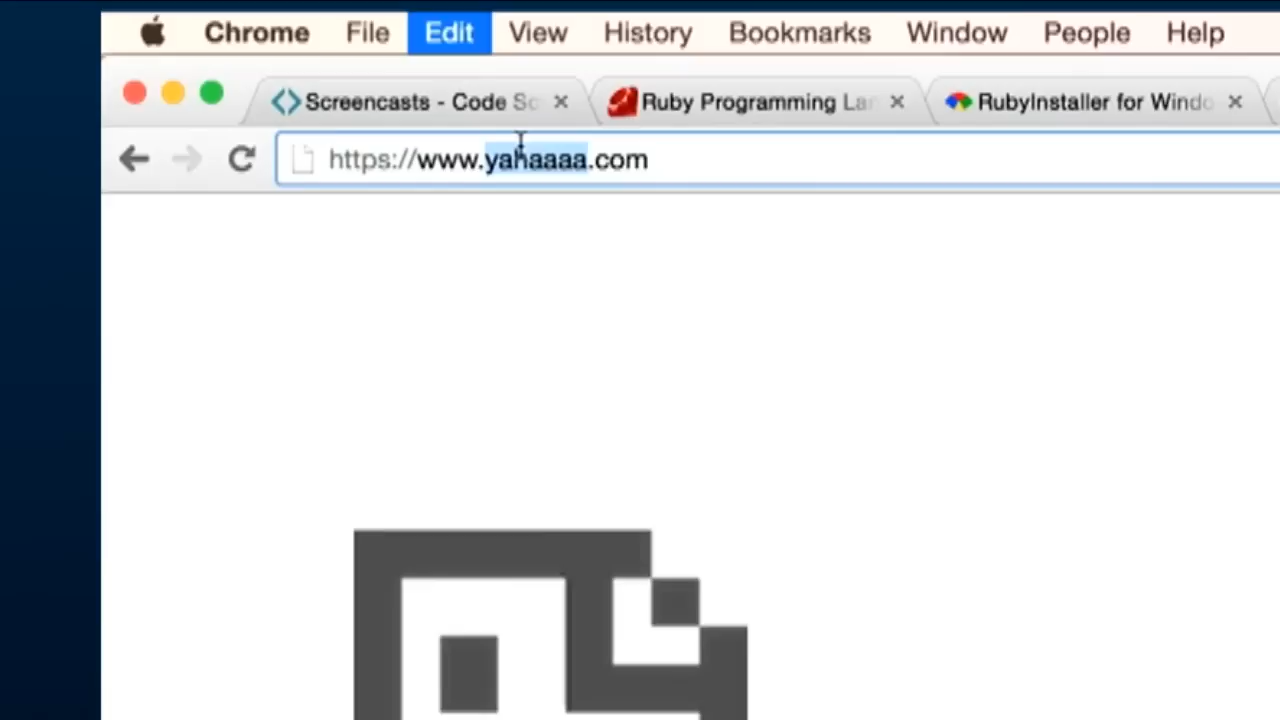 Chrome File Edit View History Bookmarks Window People Help
Screencasts - Code Sc Ruby Programming Lan RubyInstaller for Windo
https://www.yahaaaa.com